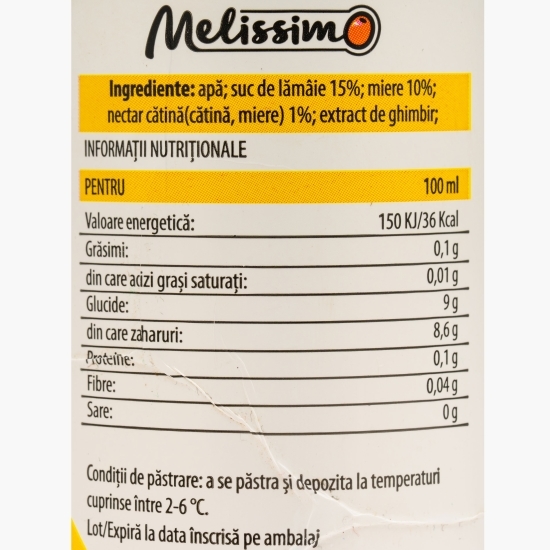 Melissimo
Ingrediente: apă; suc de lămâie 15%; miere 10%;
nectar cătină(cătină, miere) 1%; extract de ghimbir;
INFORMAȚII NUTRIȚIONALE
PENTRU 100 ml
Valoare energetică: 150 KJ/36 Kcal
Grăsimi: 0,1 g
din care acizi grași saturați: 0,01 g
Glucide: 9 g
din care zaharuri: 8,6 g
Proteine: 0,1 g
Fibre: 0,04 g
Sare: 0 g
Condiții de păstrare: a se păstra și depozita la temperaturi
cuprinse între 2-6 °C.
Lot/Expiră la data înscrisă pe ambalaj